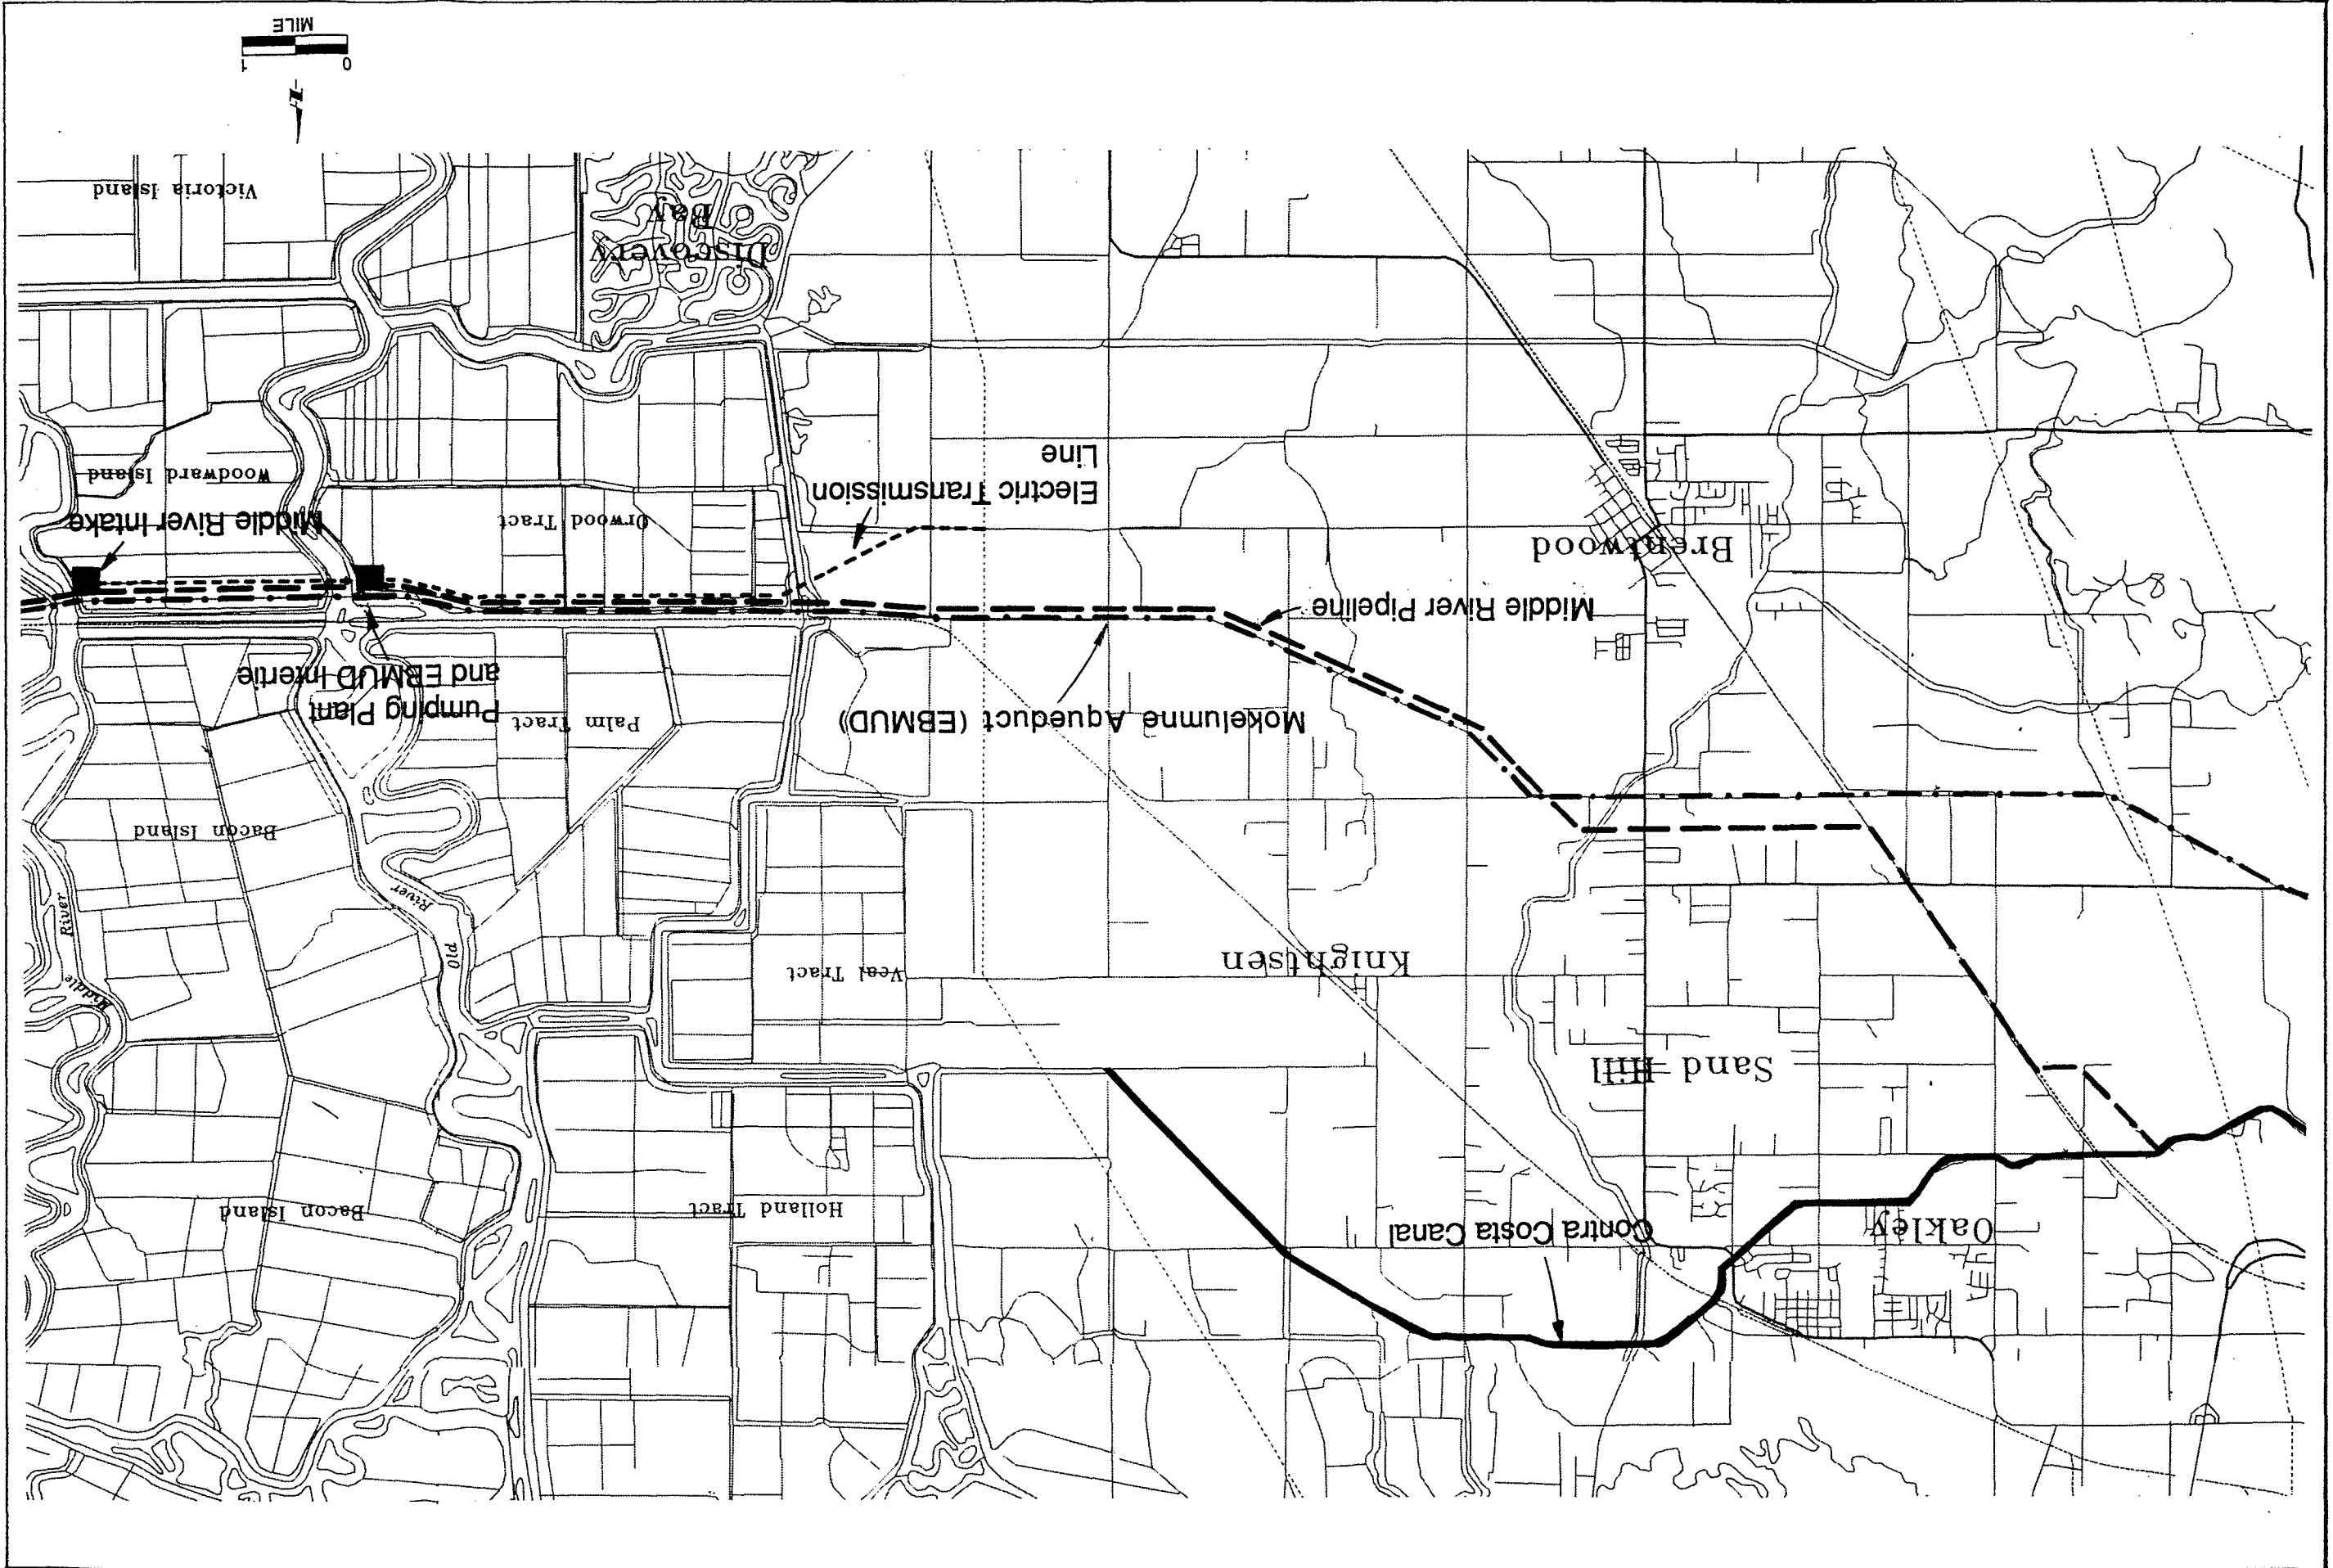 Oakley
Contra Costa Canal
Holland Tract
Bacon Island
Sand Hill
Knightsen
Veal Tract
Old
River
Middle
River
Bacon Island
Mokelumne Aqueduct (EBMUD)
Palm Tract
Pumping Plant
and EBMUD Intertie
Middle River Pipeline
Brentwood
Orwood Tract
Middle River Intake
Electric Transmission
Line
Woodward Island
Discovery
Bay
Victoria Island
N
0 1
MILE